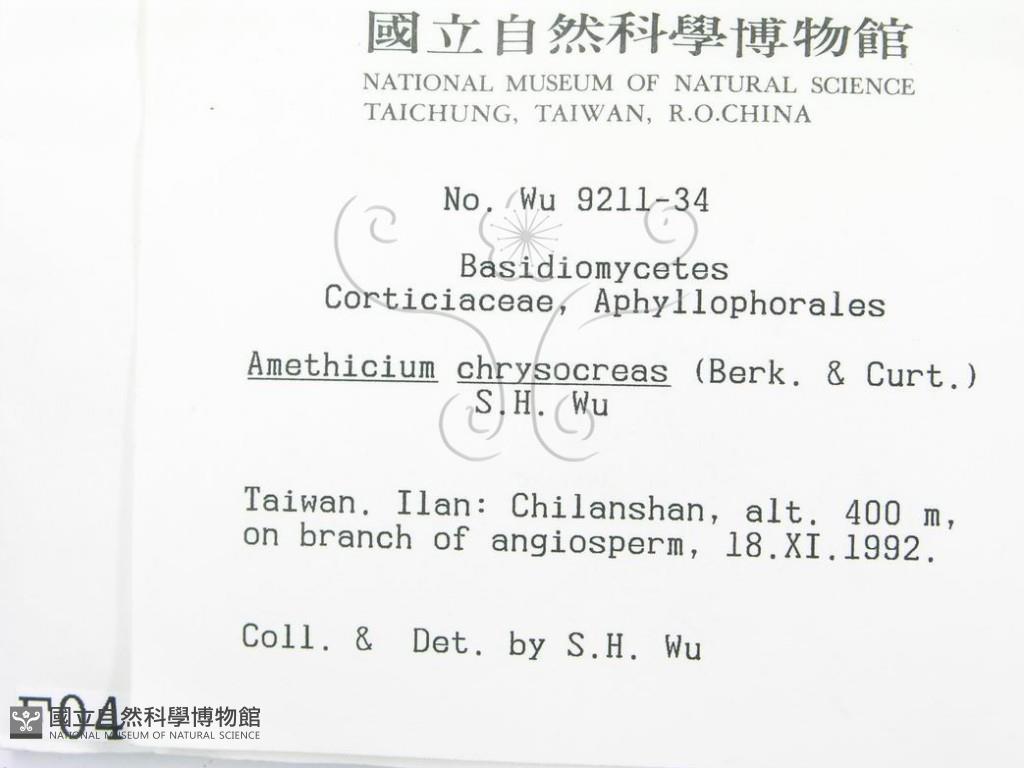 國立自然科學博物館
NATIONAL MUSEUM OF NATURAL SCIENCE
TAICHUNG, TAIWAN, R.O.CHINA
No. Wu 9211-34
Basidiomycetes
Corticiaceae, Aphyllophorales
Amethicium chrysocreas (Berk. & Curt.)
S.H. Wu
Taiwan. Ilan: Chilanshan, alt. 400 m,
on branch of angiosperm, 18.XI.1992.
Coll. & Det. by S.H. Wu
F04
國立自然科學博物館
NATIONAL MUSEUM OF NATURAL SCIENCE